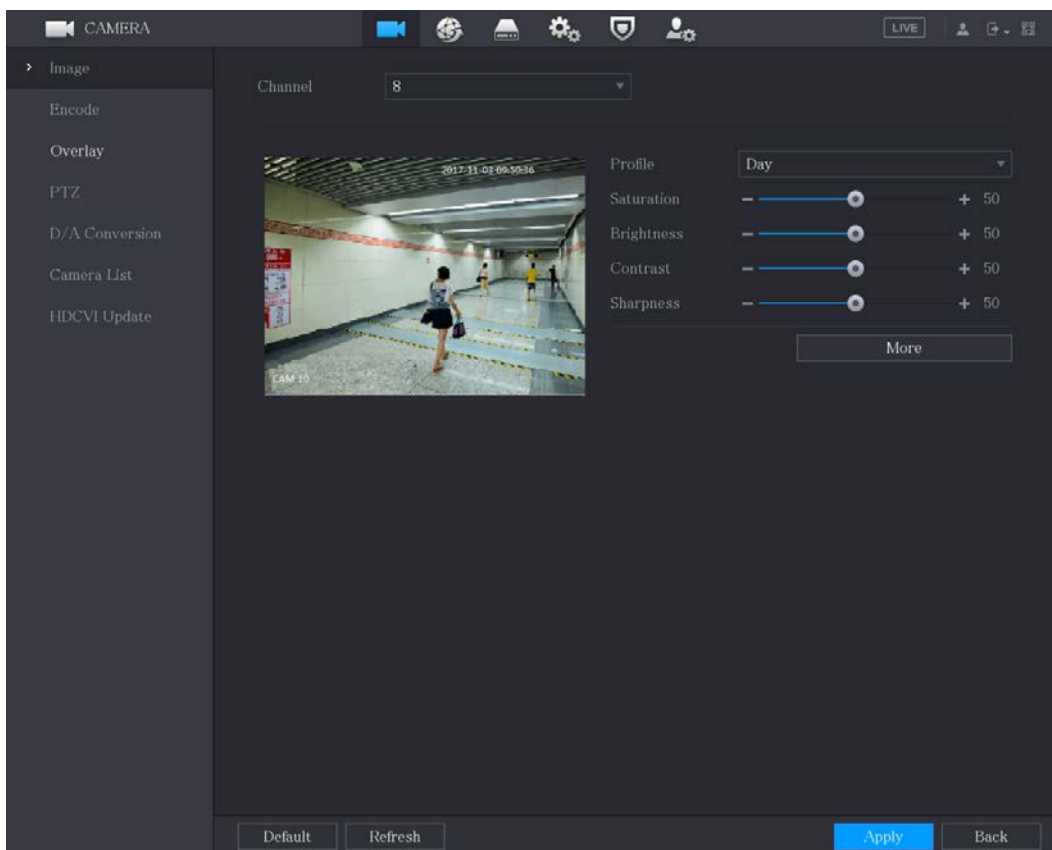 CAMERA
LIVE
Image
Encode
Overlay
PTZ
D/A Conversion
Camera LIst
HDCVI Update
Channel 8
2017-11-01 09:50:36
CAM 10
Profile Day
Saturation - + 50
Brightness - + 50
Contrast - + 50
Sharpness - + 50
More
Default Refresh Apply Back